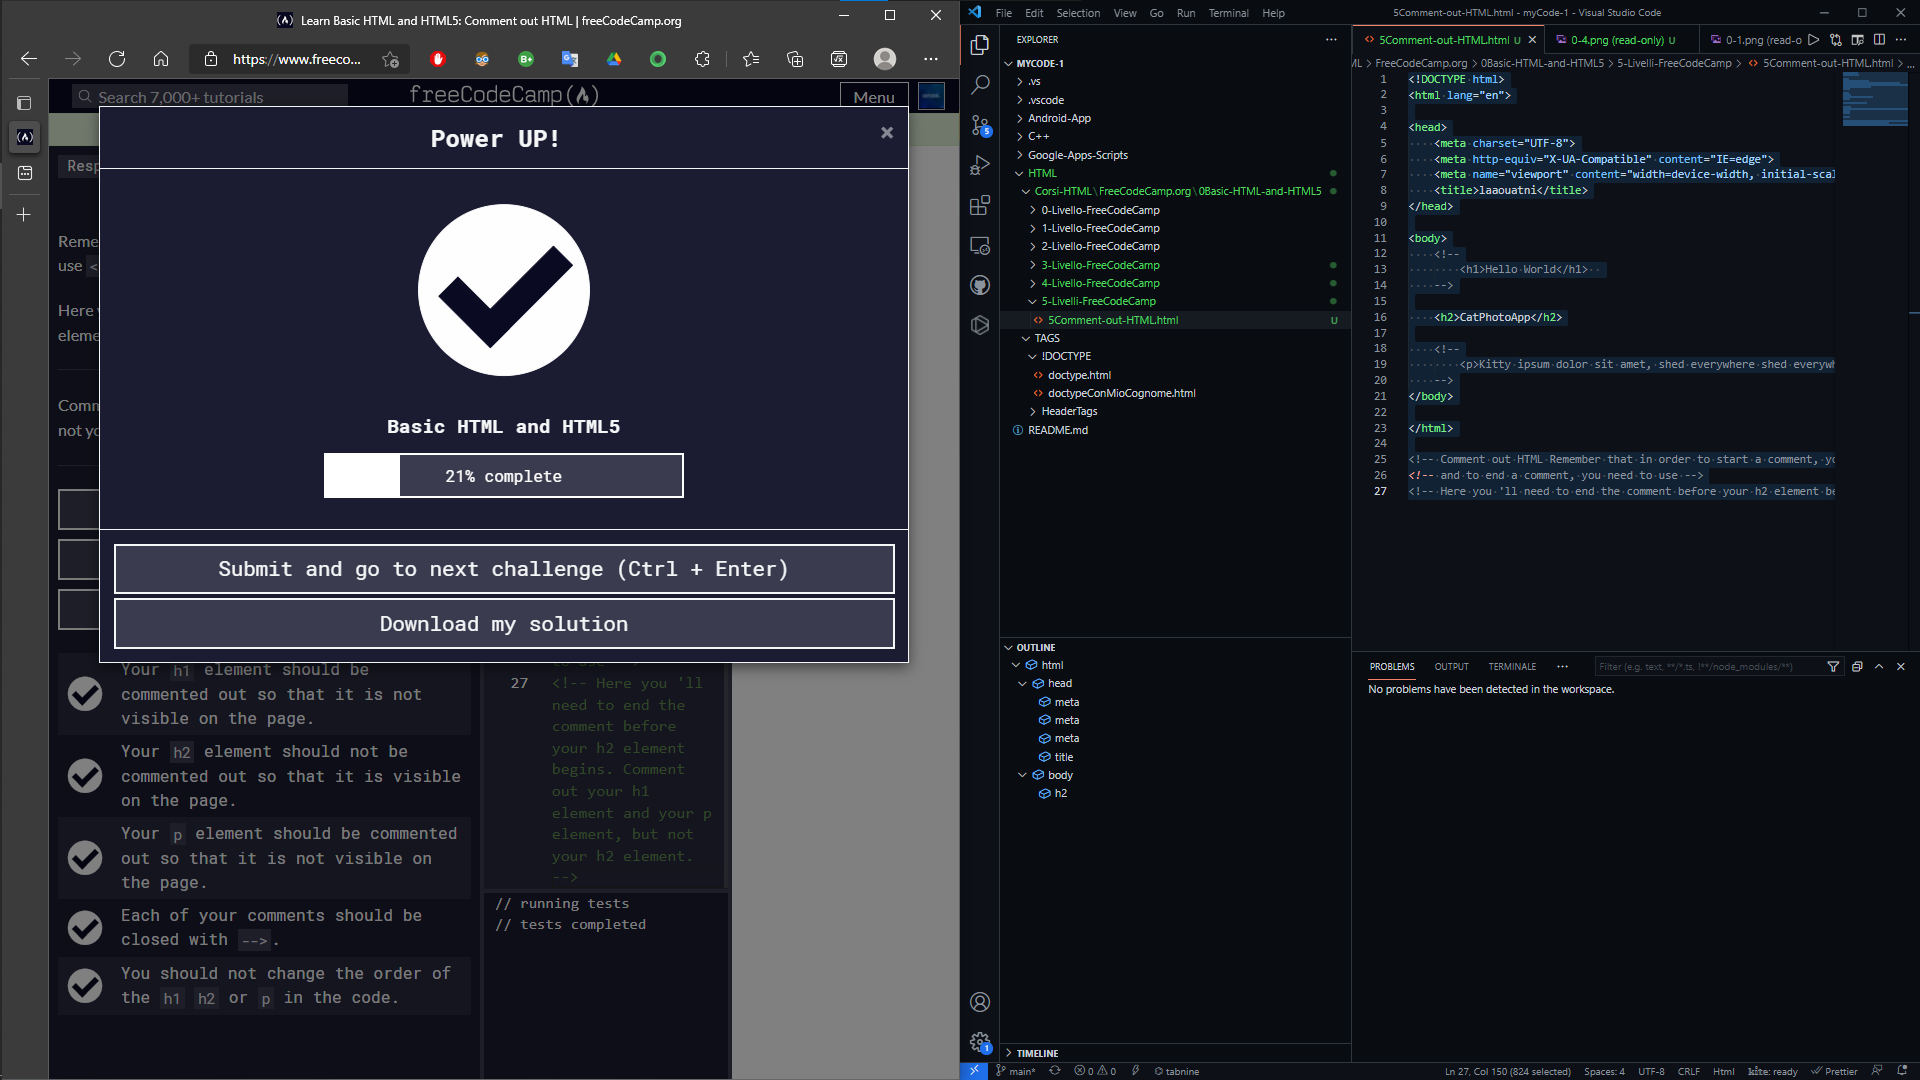 Learn Basic HTML and HTML5: Comment out HTML | freeCodeCamp.org
https://www.freeco...
Search 7,000+ tutorials
freeCodeCamp(🔥)
Menu
Resp
Reme
use <
Here
eleme
Comm
not yo
Power UP!
×
Basic HTML and HTML5
21% complete
Submit and go to next challenge (Ctrl + Enter)
Download my solution
Your h1 element should be
commented out so that it is not
visible on the page.
Your h2 element should not be
commented out so that it is visible
on the page.
Your p element should be commented
out so that it is not visible on
the page.
Each of your comments should be
closed with -->.
You should not change the order of
the h1 h2 or p in the code.
27 <!-- Here you 'll
need to end the
comment before
your h2 element
begins. Comment
out your h1
element and your p
element, but not
your h2 element.
-->
// running tests
// tests completed
File Edit Selection View Go Run Terminal Help
5Comment-out-HTML.html - myCode-1 - Visual Studio Code
EXPLORER
MYCODE-1
.vs
.vscode
Android-App
C++
Google-Apps-Scripts
HTML
Corsi-HTML\FreeCodeCamp.org\0Basic-HTML-and-HTML5
0-Livello-FreeCodeCamp
1-Livello-FreeCodeCamp
2-Livello-FreeCodeCamp
3-Livello-FreeCodeCamp
4-Livello-FreeCodeCamp
5-Livelli-FreeCodeCamp
5Comment-out-HTML.html U
TAGS
!DOCTYPE
doctype.html
doctypeConMioCognome.html
HeaderTags
README.md
OUTLINE
html
head
meta
meta
meta
title
body
h2
TIMELINE
5Comment-out-HTML.html U
0-4.png (read-only) U
0-1.png (read-o
ML > FreeCodeCamp.org > 0Basic-HTML-and-HTML5 > 5-Livelli-FreeCodeCamp > 5Comment-out-HTML.html > ...
1 <!DOCTYPE html>
2 <html lang="en">
3
4 <head>
5 <meta charset="UTF-8">
6 <meta http-equiv="X-UA-Compatible" content="IE=edge">
7 <meta name="viewport" content="width=device-width, initial-scal
8 <title>laaouatni</title>
9 </head>
10
11 <body>
12 <!--
13 <h1>Hello World</h1>
14 -->
15
16 <h2>CatPhotoApp</h2>
17
18 <!--
19 <p>Kitty ipsum dolor sit amet, shed everywhere shed everywh
20 -->
21 </body>
22
23 </html>
24
25 <!-- Comment out HTML Remember that in order to start a comment, yo
26 <!-- and to end a comment, you need to use -->
27 <!-- Here you 'll need to end the comment before your h2 element be
PROBLEMS OUTPUT TERMINALE ...
Filter (e.g. text, **/*.ts, !**/node_modules/**)
No problems have been detected in the workspace.
main* 0 0 tabnine
Ln 27, Col 150 (824 selected) Spaces: 4 UTF-8 CRLF Html kite: ready Prettier